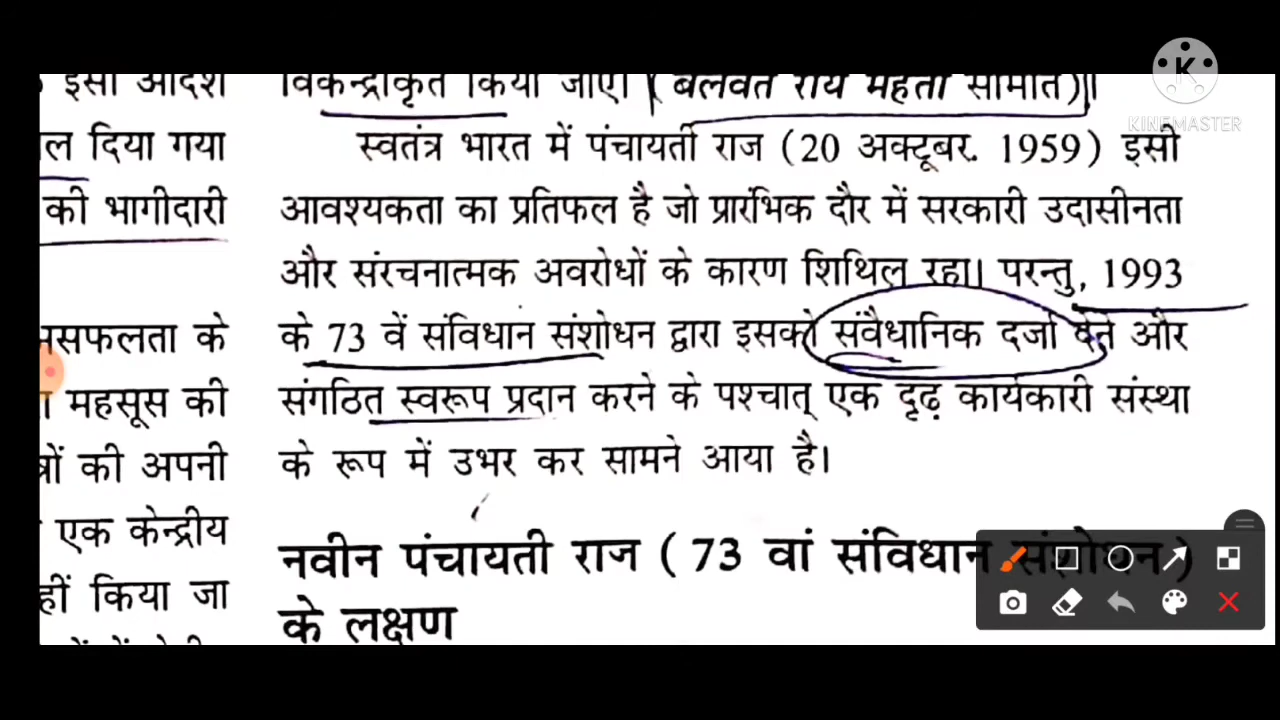 इसी आदर्श
दिया गया
की भागीदारी
के
महसूस की
की अपनी
एक केन्द्रीय
किया जा
विकेन्द्रीकृत किया जाए। (बलवंत राय मेहता समिति)।
स्वतंत्र भारत में पंचायती राज (20 अक्टूबर. 1959) इसी
आवश्यकता का प्रतिफल है जो प्रारंभिक दौर में सरकारी उदासीनता
और संरचनात्मक अवरोधों के कारण शिथिल रहा। परन्तु, 1993
के 73 वें संविधान संशोधन द्वारा इसको संवैधानिक दर्जा देते और
संगठित स्वरूप प्रदान करने के पश्चात् एक दृढ़ कार्यकारी संस्था
के रूप में उभर कर सामने आया है।
नवीन पंचायती राज (73 वां संविधान संशोधन)
के लक्षण
K
KINEMASTER